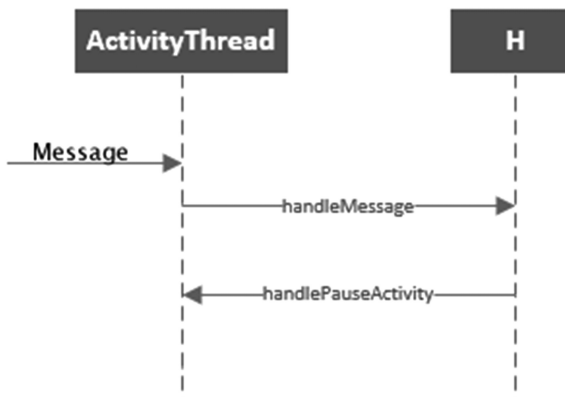 ActivityThread
H
Message
handleMessage
handlePauseActivity